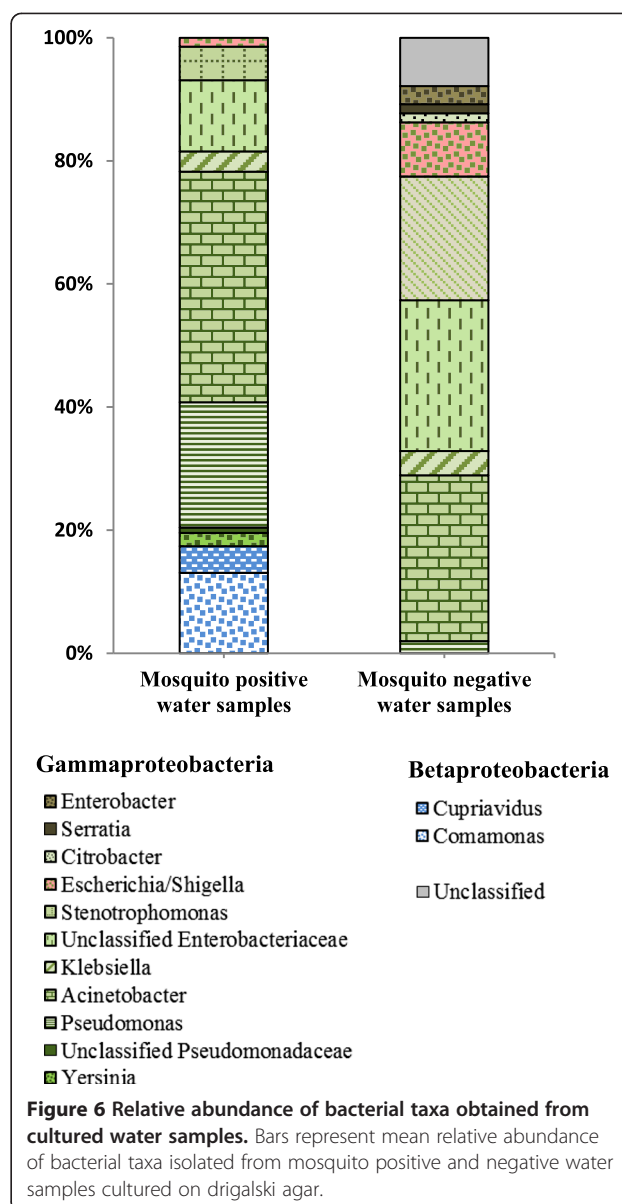 100%
80%
60%
40%
20%
0%
Mosquito positive water samples
Mosquito negative water samples
Gammaproteobacteria
Enterobacter
Serratia
Citrobacter
Escherichia/Shigella
Stenotrophomonas
Unclassified Enterobacteriaceae
Klebsiella
Acinetobacter
Pseudomonas
Unclassified Pseudomonadaceae
Yersinia
Betaproteobacteria
Cupriavidus
Comamonas
Unclassified
Figure 6 Relative abundance of bacterial taxa obtained from
cultured water samples. Bars represent mean relative abundance
of bacterial taxa isolated from mosquito positive and negative water
samples cultured on drigalski agar.